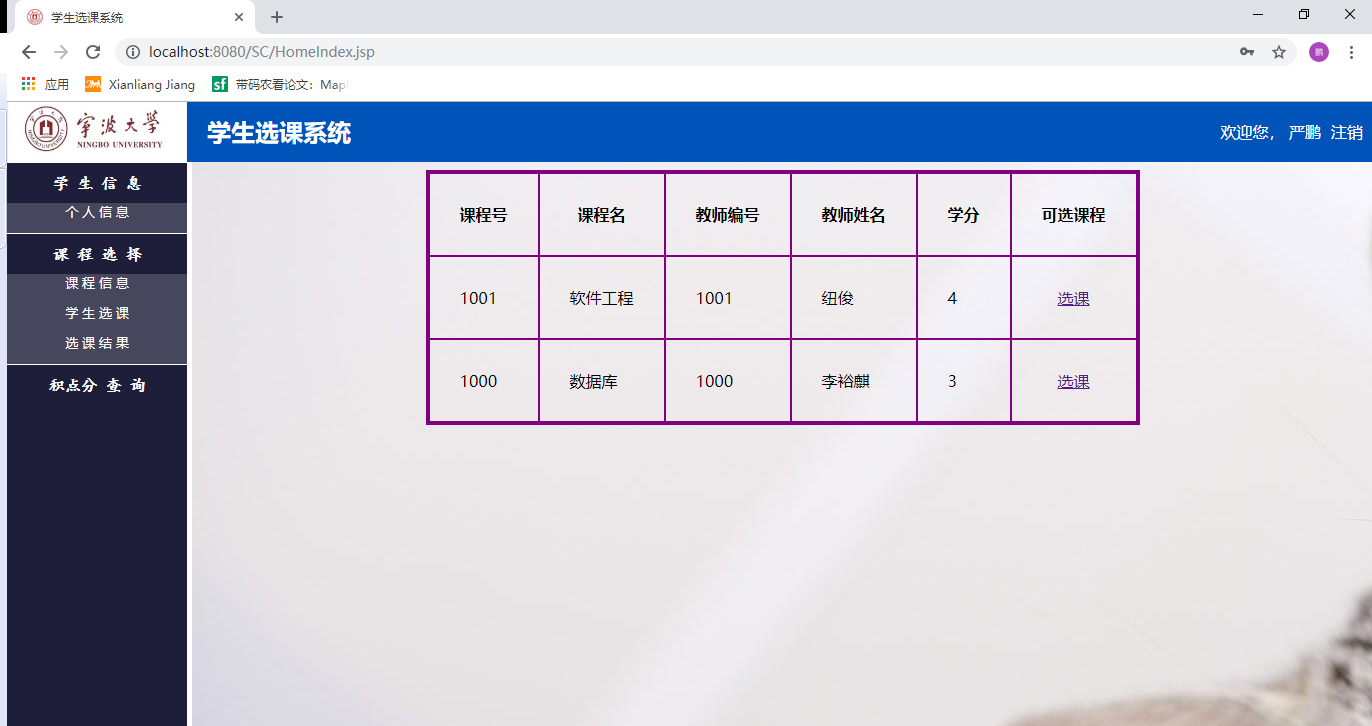 学生选课系统
localhost:8080/SC/HomeIndex.jsp
鹏
应用 Xianliang Jiang sf 带码农看论文：Map
宁波大学
NINGBO UNIVERSITY
学生选课系统
欢迎您， 严鹏 注销
学 生 信 息
个 人 信 息
课 程 选 择
课 程 信 息
学 生 选 课
选 课 结 果
积点分 查 询
课程号 课程名 教师编号 教师姓名 学分 可选课程
1001 软件工程 1001 纽俊 4 选课
1000 数据库 1000 李裕麒 3 选课